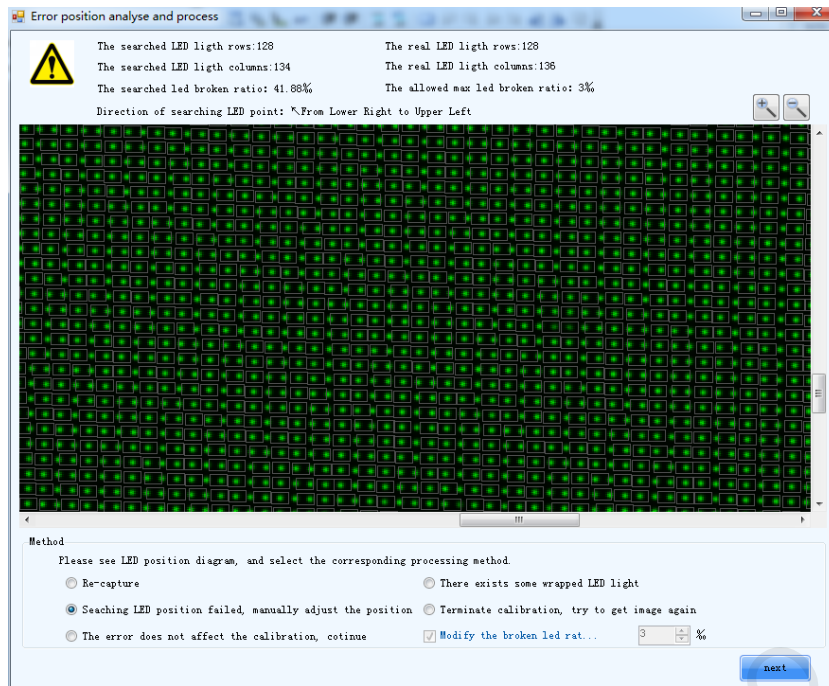 Error position analyse and process
The searched LED ligth rows:128
The real LED ligth rows:128
The searched LED ligth columns:134
The real LED ligth columns:136
The searched led broken ratio: 41.88‰
The allowed max led broken ratio: 3‰
Direction of searching LED point: ↖From Lower Right to Upper Left
Method
Please see LED position diagram, and select the corresponding processing method.
Re-capture
There exists some wrapped LED light
Seaching LED position failed, manually adjust the position
Terminate calibration, try to get image again
The error does not affect the calibration, cotinue
Modify the broken led rat...
3
‰
next